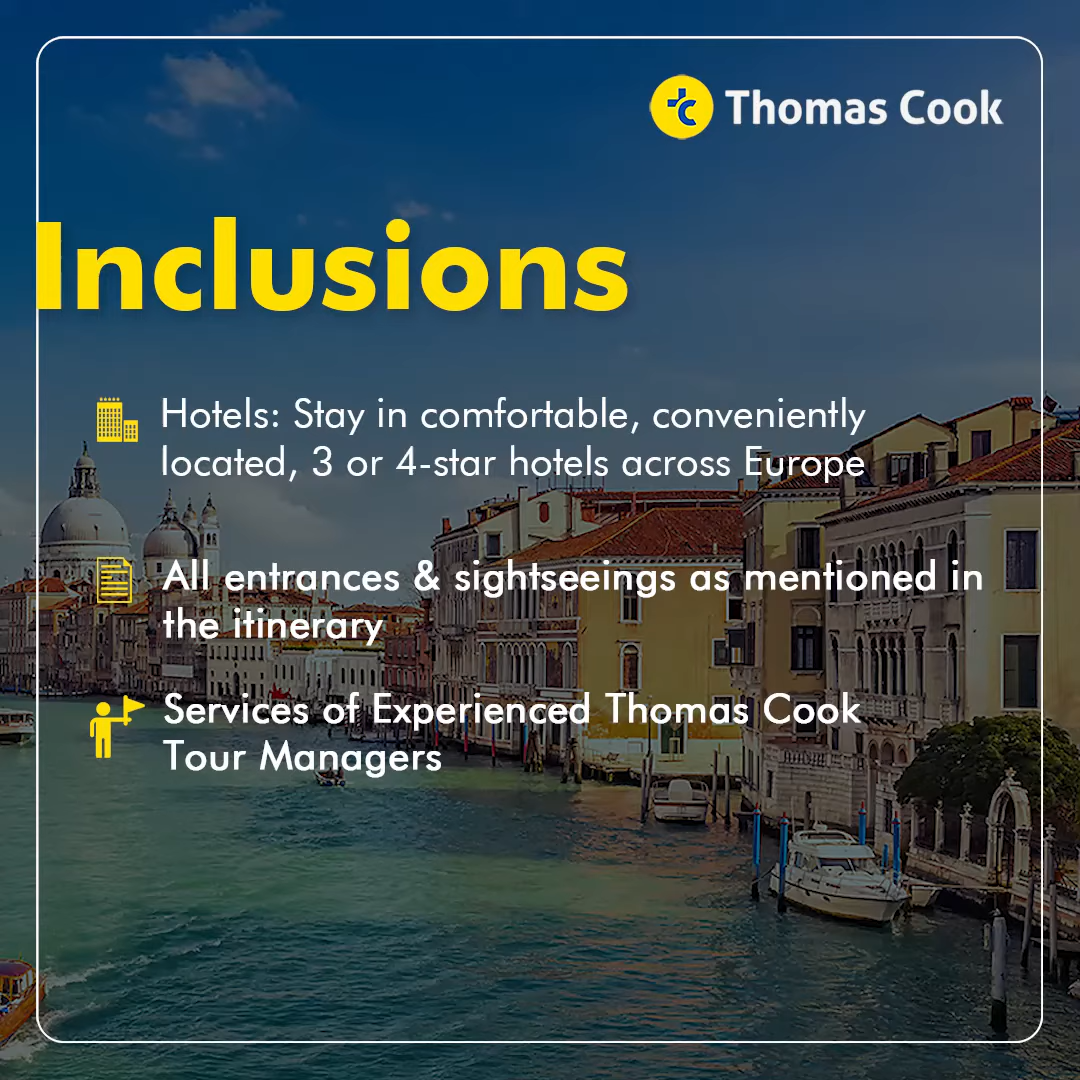 Thomas Cook
Inclusions
Hotels: Stay in comfortable, conveniently
located, 3 or 4-star hotels across Europe
All entrances & sightseeings as mentioned in
the itinerary
Services of Experienced Thomas Cook
Tour Managers